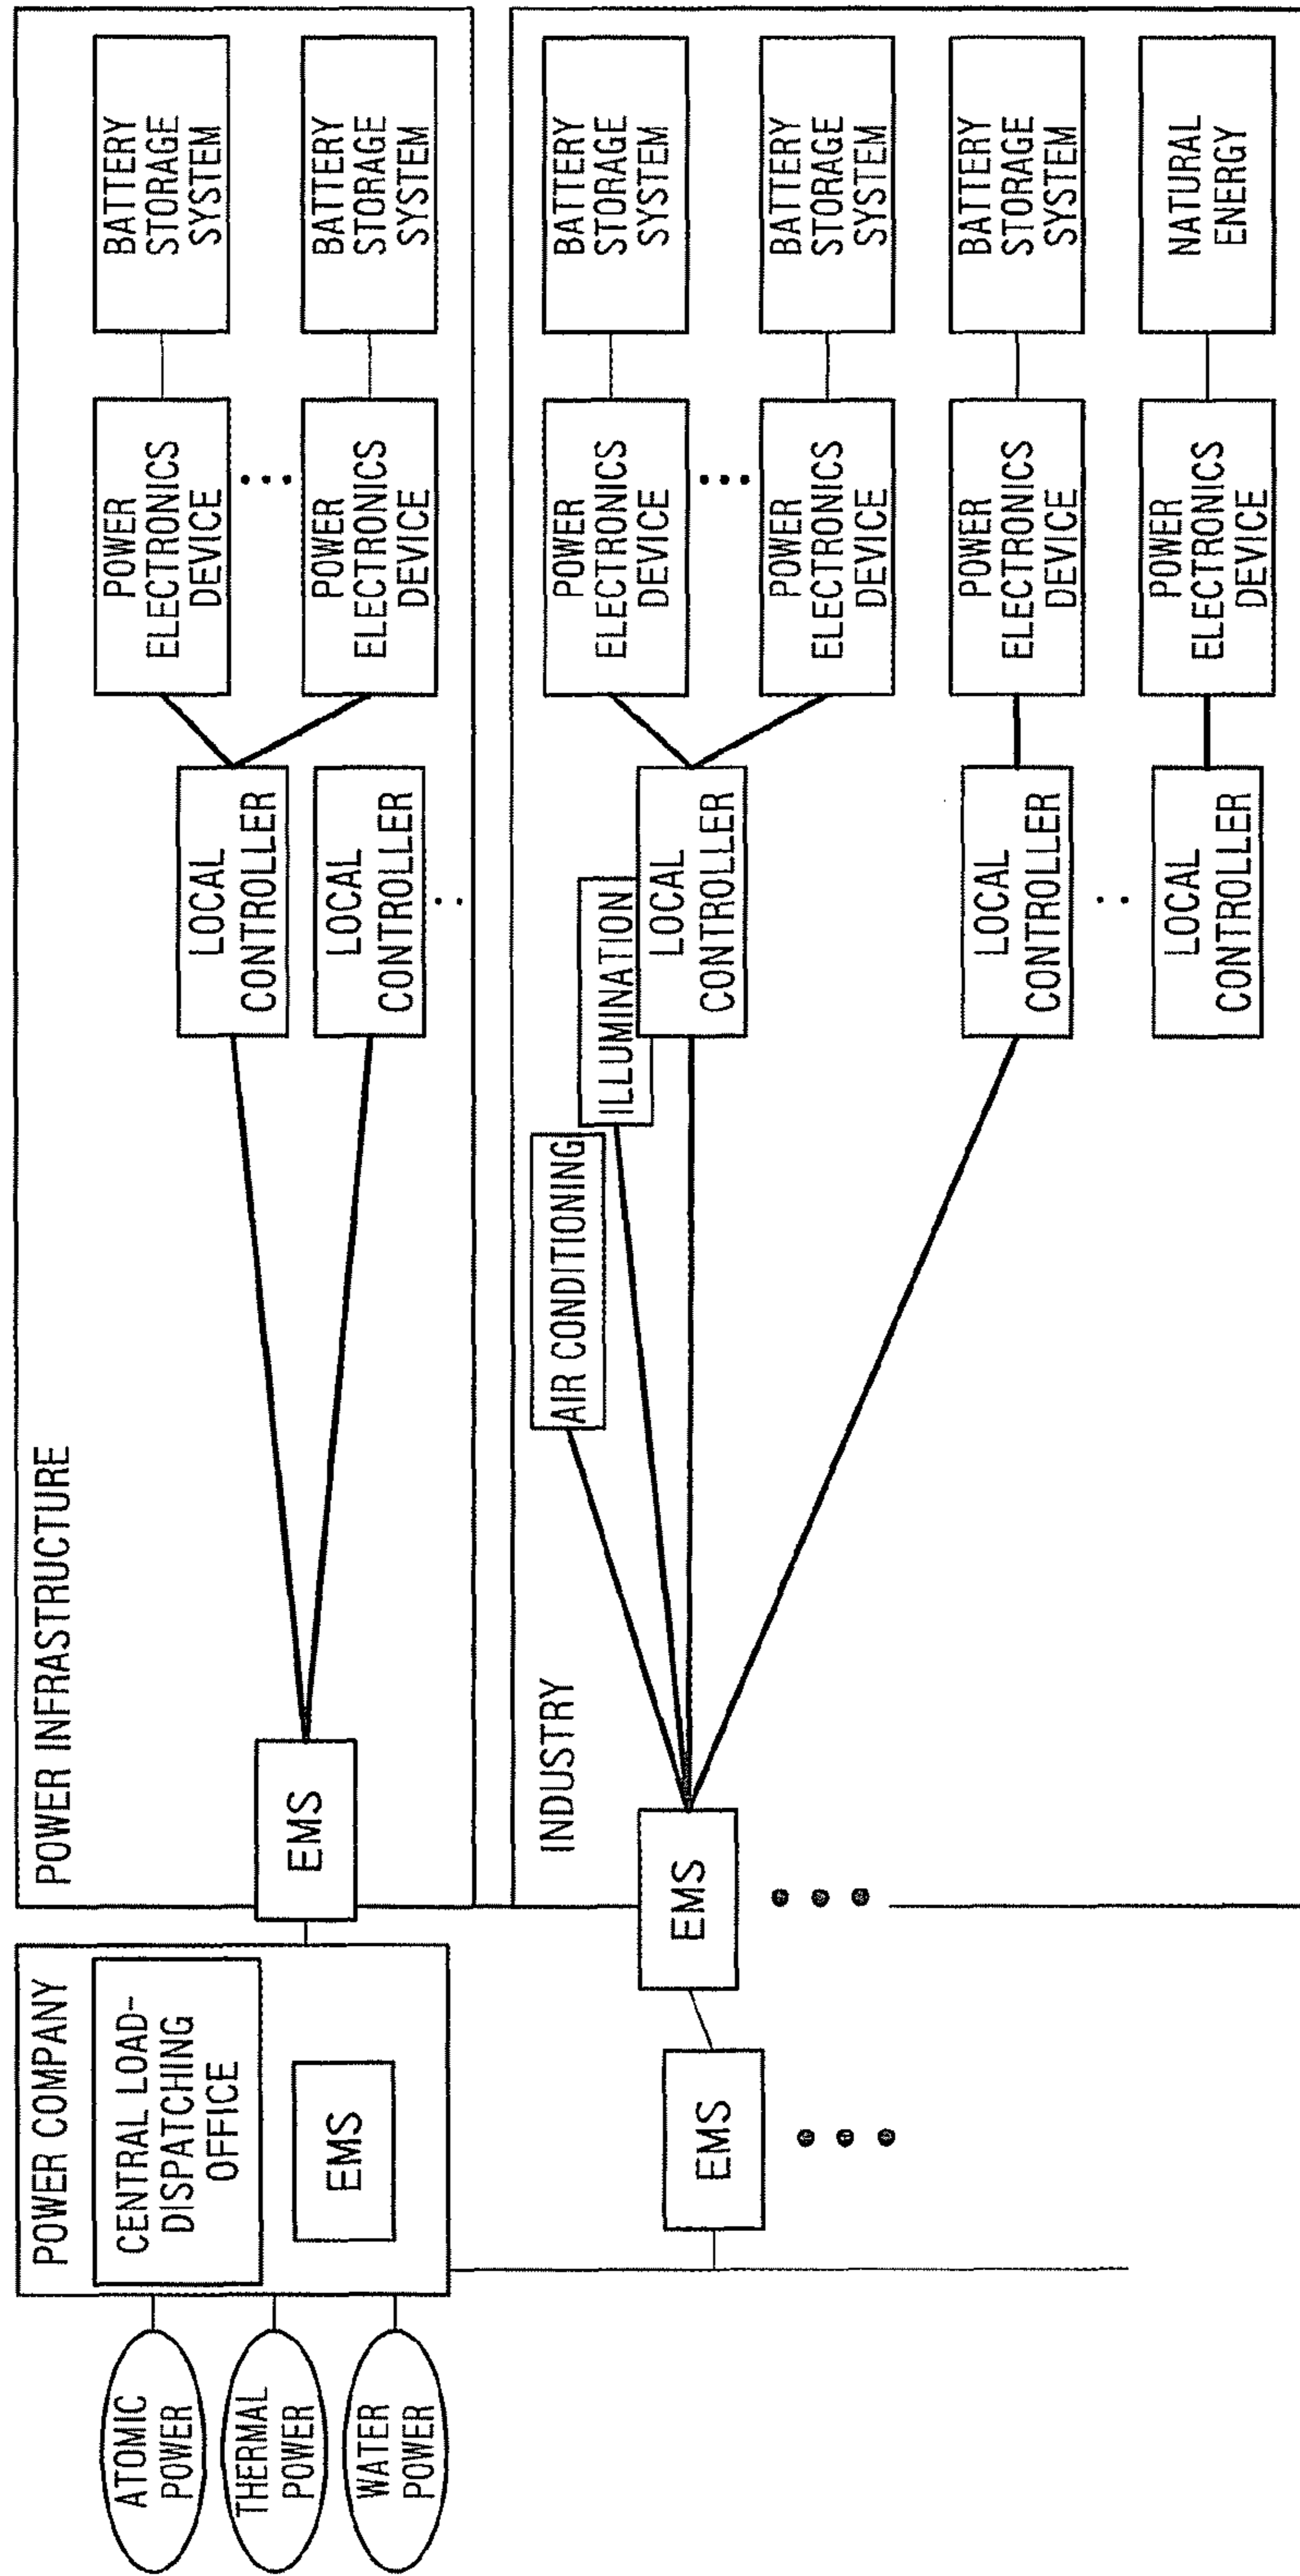 ATOMIC
POWER
THERMAL
POWER
WATER
POWER
POWER COMPANY
CENTRAL LOAD-
DISPATCHING
OFFICE
EMS
POWER INFRASTRUCTURE
EMS
LOCAL
CONTROLLER
LOCAL
CONTROLLER
POWER
ELECTRONICS
DEVICE
POWER
ELECTRONICS
DEVICE
BATTERY
STORAGE
SYSTEM
BATTERY
STORAGE
SYSTEM
EMS
INDUSTRY
EMS
AIR CONDITIONING
ILLUMINATION
LOCAL
CONTROLLER
LOCAL
CONTROLLER
LOCAL
CONTROLLER
POWER
ELECTRONICS
DEVICE
POWER
ELECTRONICS
DEVICE
POWER
ELECTRONICS
DEVICE
POWER
ELECTRONICS
DEVICE
BATTERY
STORAGE
SYSTEM
BATTERY
STORAGE
SYSTEM
BATTERY
STORAGE
SYSTEM
NATURAL
ENERGY